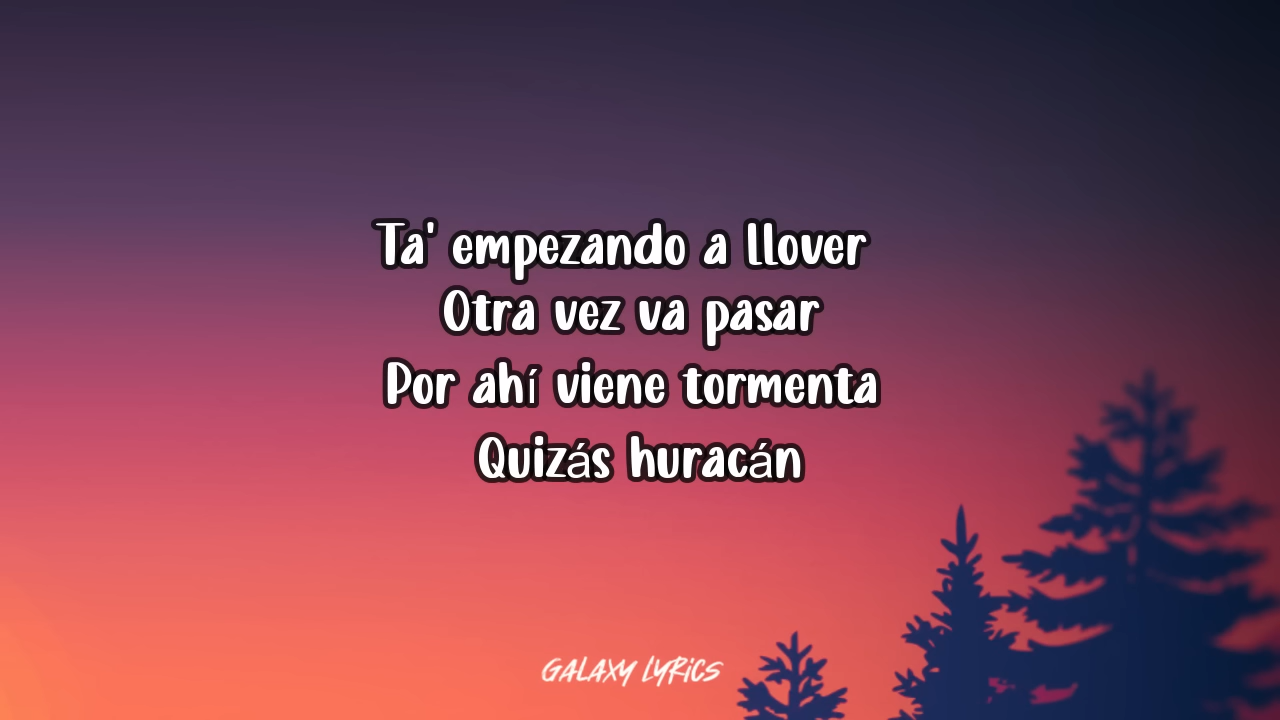 Ta' empezando a llover
Otra vez va pasar
Por ahí viene tormenta
Quizás huracán
GALAXY LYRICS